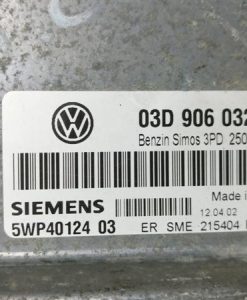 03D 906 032
Benzin Simos 3PD 250
Made i
SIEMENS
12.04.02
5WP40124 03
ER SME 215404